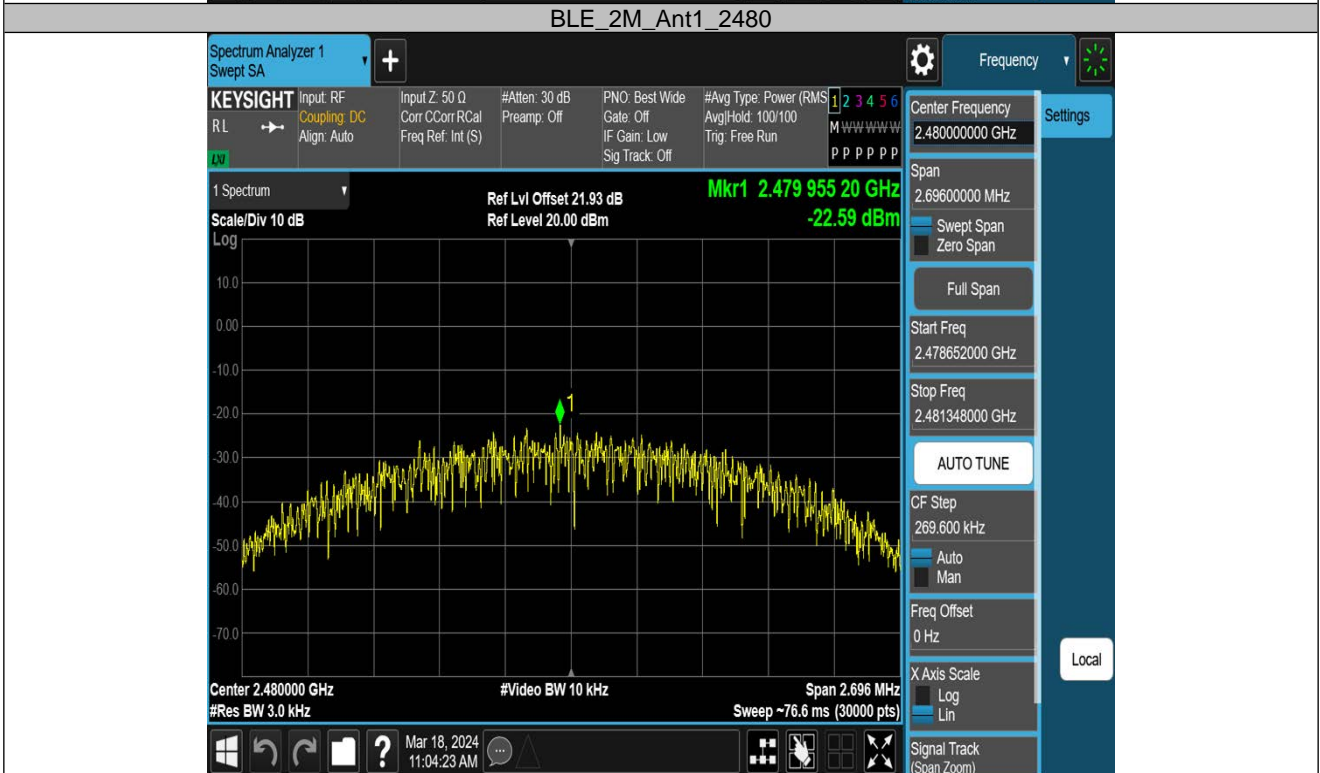 BLE_2M_Ant1_2480
Spectrum Analyzer 1
Swept SA
+
Frequency
KEYSIGHT
RL
LXI
Input: RF
Coupling: DC
Align: Auto
Input Z: 50 Ω
Corr CCorr RCal
Freq Ref: Int (S)
#Atten: 30 dB
Preamp: Off
PNO: Best Wide
Gate: Off
IF Gain: Low
Sig Track: Off
#Avg Type: Power (RMS
Avg|Hold: 100/100
Trig: Free Run
1 2 3 4 5 6
M W W W W W
P P P P P P
Center Frequency
2.480000000 GHz
Settings
Span
2.69600000 MHz
Swept Span
Zero Span
Full Span
Start Freq
2.478652000 GHz
Stop Freq
2.481348000 GHz
AUTO TUNE
CF Step
269.600 kHz
Auto
Man
Freq Offset
0 Hz
X Axis Scale
Log
Lin
Signal Track
(Span Zoom)
Local
1 Spectrum
Scale/Div 10 dB
Log
Ref Lvl Offset 21.93 dB
Ref Level 20.00 dBm
Mkr1 2.479 955 20 GHz
-22.59 dBm
10.0
0.00
-10.0
-20.0
-30.0
-40.0
-50.0
-60.0
-70.0
1
Center 2.480000 GHz
#Res BW 3.0 kHz
#Video BW 10 kHz
Span 2.696 MHz
Sweep ~76.6 ms (30000 pts)
?
Mar 18, 2024
11:04:23 AM